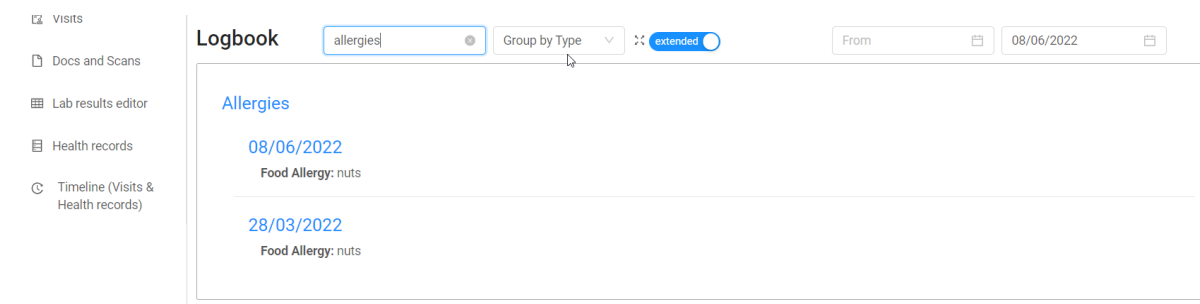 Visits
Docs and Scans
Lab results editor
Health records
Timeline (Visits &
Health records)
Logbook
allergies
Group by Type
extended
From
08/06/2022
Allergies
08/06/2022
Food Allergy: nuts
28/03/2022
Food Allergy: nuts